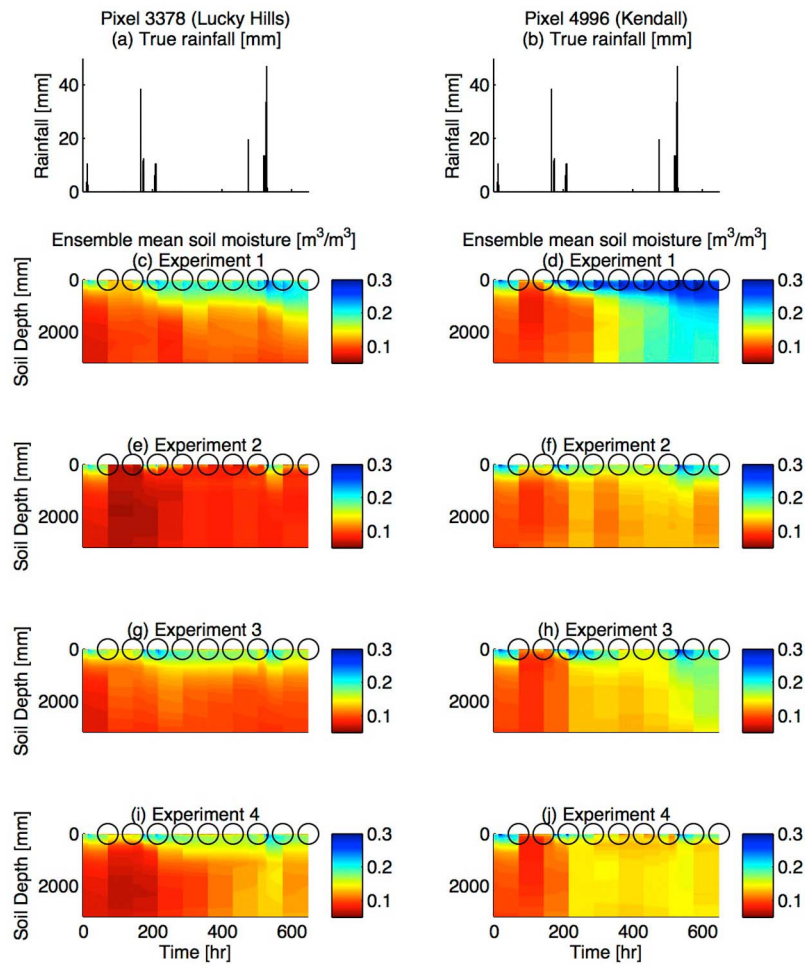 Pixel 3378 (Lucky Hills)
(a) True rainfall [mm]
Rainfall [mm]
40
20
0
Pixel 4996 (Kendall)
(b) True rainfall [mm]
Rainfall [mm]
40
20
0
Ensemble mean soil moisture [m³/m³]
(c) Experiment 1
Soil Depth [mm]
0
2000
0.3
0.2
0.1
Ensemble mean soil moisture [m³/m³]
(d) Experiment 1
0
2000
0.3
0.2
0.1
(e) Experiment 2
Soil Depth [mm]
0
2000
0.3
0.2
0.1
(f) Experiment 2
0
2000
0.3
0.2
0.1
(g) Experiment 3
Soil Depth [mm]
0
2000
0.3
0.2
0.1
(h) Experiment 3
0
2000
0.3
0.2
0.1
(i) Experiment 4
Soil Depth [mm]
0
2000
0.3
0.2
0.1
0 200 400 600
Time [hr]
(j) Experiment 4
0
2000
0.3
0.2
0.1
0 200 400 600
Time [hr]